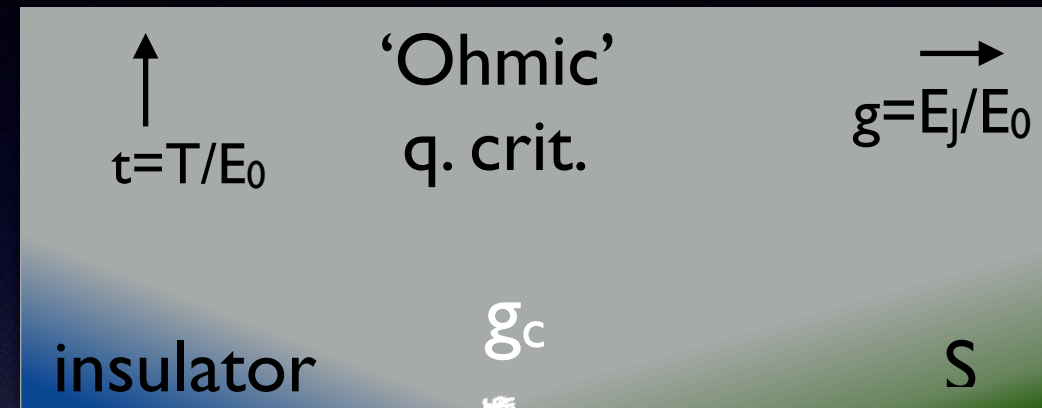 ‘Ohmic’
q. crit.
t=T/E₀
g=EJ/E₀
gc
insulator
S